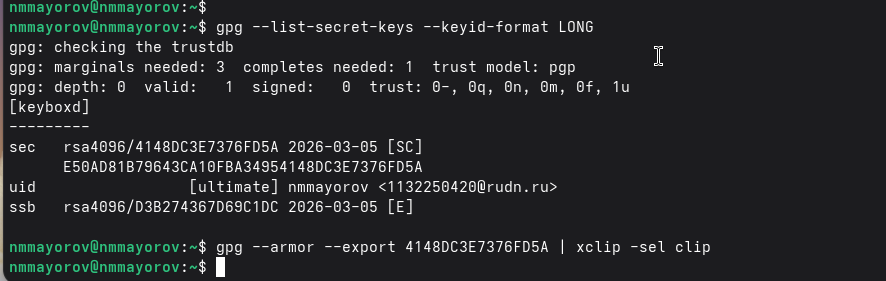 nmmayorov@nmmayorov:~$
nmmayorov@nmmayorov:~$ gpg --list-secret-keys --keyid-format LONG
gpg: checking the trustdb
gpg: marginals needed: 3  completes needed: 1  trust model: pgp
gpg: depth: 0  valid:   1  signed:   0  trust: 0-, 0q, 0n, 0m, 0f, 1u
[keyboxd]
---------
sec   rsa4096/4148DC3E7376FD5A 2026-03-05 [SC]
      E50AD81B79643CA10FBA34954148DC3E7376FD5A
uid                 [ultimate] nmmayorov <1132250420@rudn.ru>
ssb   rsa4096/D3B274367D69C1DC 2026-03-05 [E]

nmmayorov@nmmayorov:~$ gpg --armor --export 4148DC3E7376FD5A | xclip -sel clip
nmmayorov@nmmayorov:~$